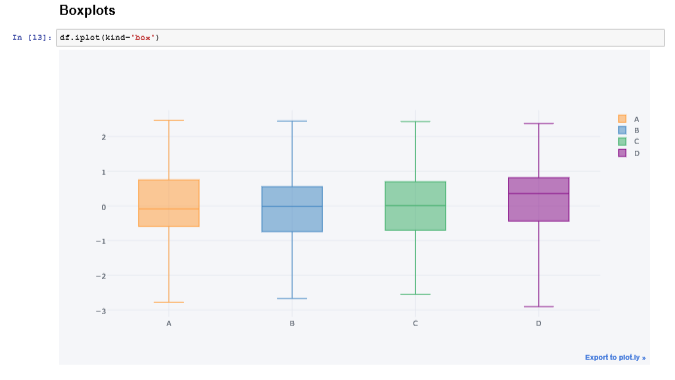 Boxplots
In [13]: df.iplot(kind='box')
A
B
C
D
2
1
0
−1
−2
−3
A B C D
Export to plot.ly »